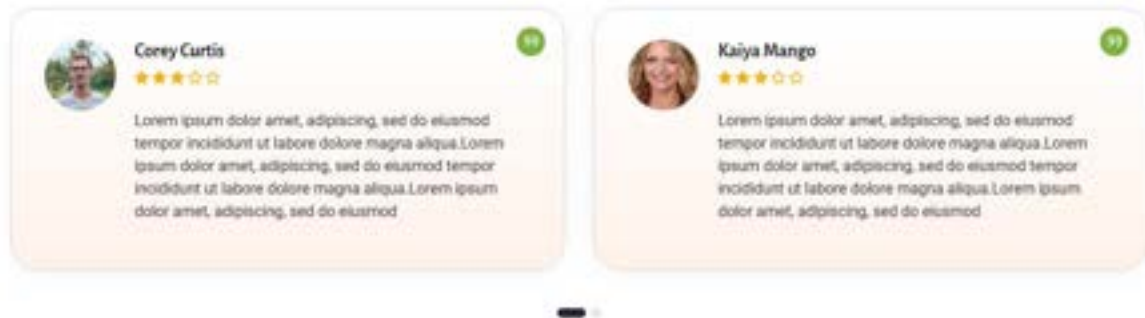 Corey Curtis
Lorem ipsum dolor amet, adipiscing, sed do eiusmod
tempor incididunt ut labore dolore magna aliqua.Lorem
ipsum dolor amet, adipiscing, sed do eiusmod tempor
incididunt ut labore dolore magna aliqua.Lorem ipsum
dolor amet, adipiscing, sed do eiusmod
Kaiya Mango
Lorem ipsum dolor amet, adipiscing, sed do eiusmod
tempor incididunt ut labore dolore magna aliqua.Lorem
ipsum dolor amet, adipiscing, sed do eiusmod tempor
incididunt ut labore dolore magna aliqua.Lorem ipsum
dolor amet, adipiscing, sed do eiusmod